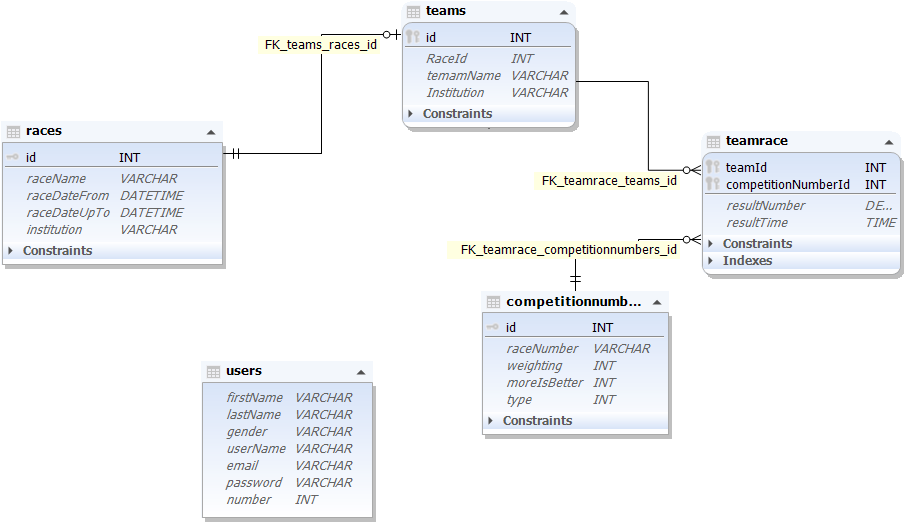 teams
id INT
RaceId INT
temamName VARCHAR
Institution VARCHAR
Constraints
FK_teams_races_id
races
id INT
raceName VARCHAR
raceDateFrom DATETIME
raceDateUpTo DATETIME
institution VARCHAR
Constraints
teamrace
teamId INT
competitionNumberId INT
resultNumber DE...
resultTime TIME
Constraints
Indexes
FK_teamrace_teams_id
FK_teamrace_competitionnumbers_id
competitionnumb...
id INT
raceNumber VARCHAR
weighting INT
moreIsBetter INT
type INT
Constraints
users
firstName VARCHAR
lastName VARCHAR
gender VARCHAR
userName VARCHAR
email VARCHAR
password VARCHAR
number INT